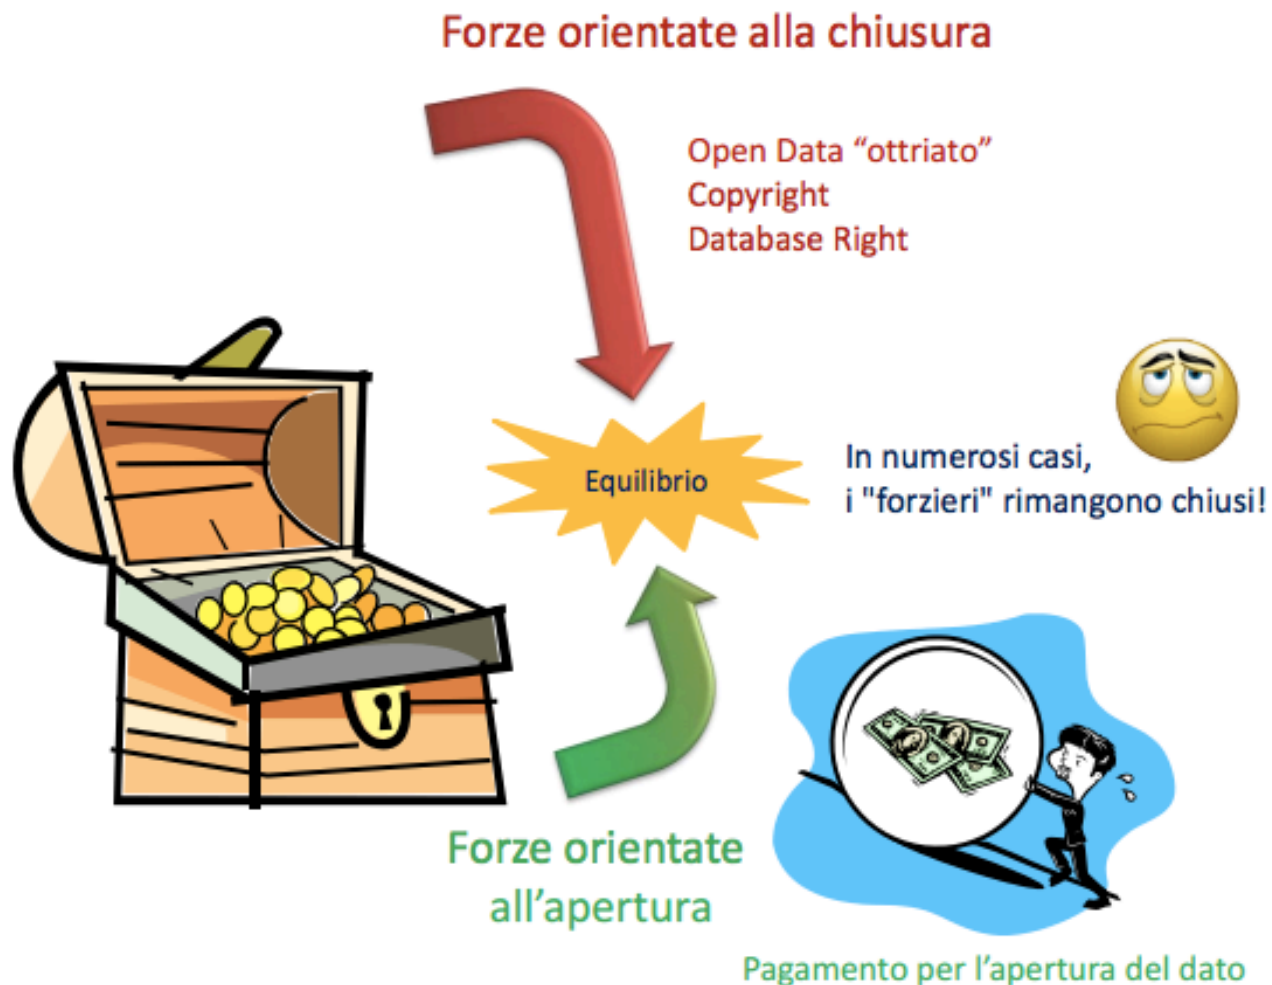 Forze orientate alla chiusura
Open Data “ottriato”
Copyright
Database Right
Equilibrio
In numerosi casi,
i "forzieri" rimangono chiusi!
Forze orientate
all’apertura
Pagamento per l’apertura del dato